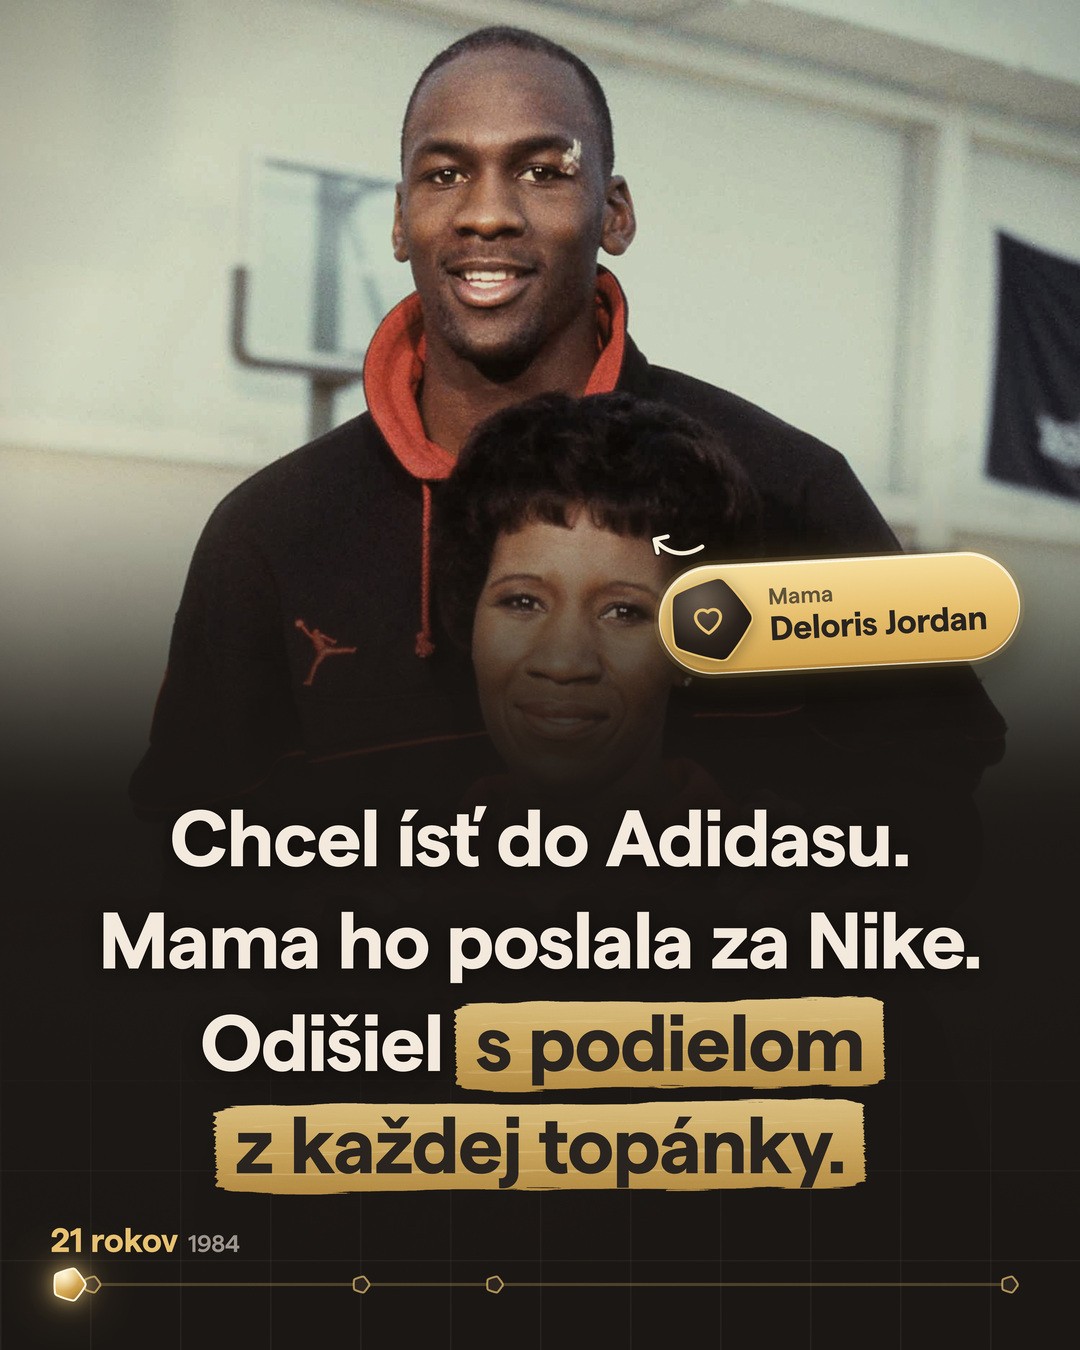 Mama
Deloris Jordan
Chcel ísť do Adidasu.
Mama ho poslala za Nike.
Odišiel s podielom
z každej topánky.
21 rokov 1984